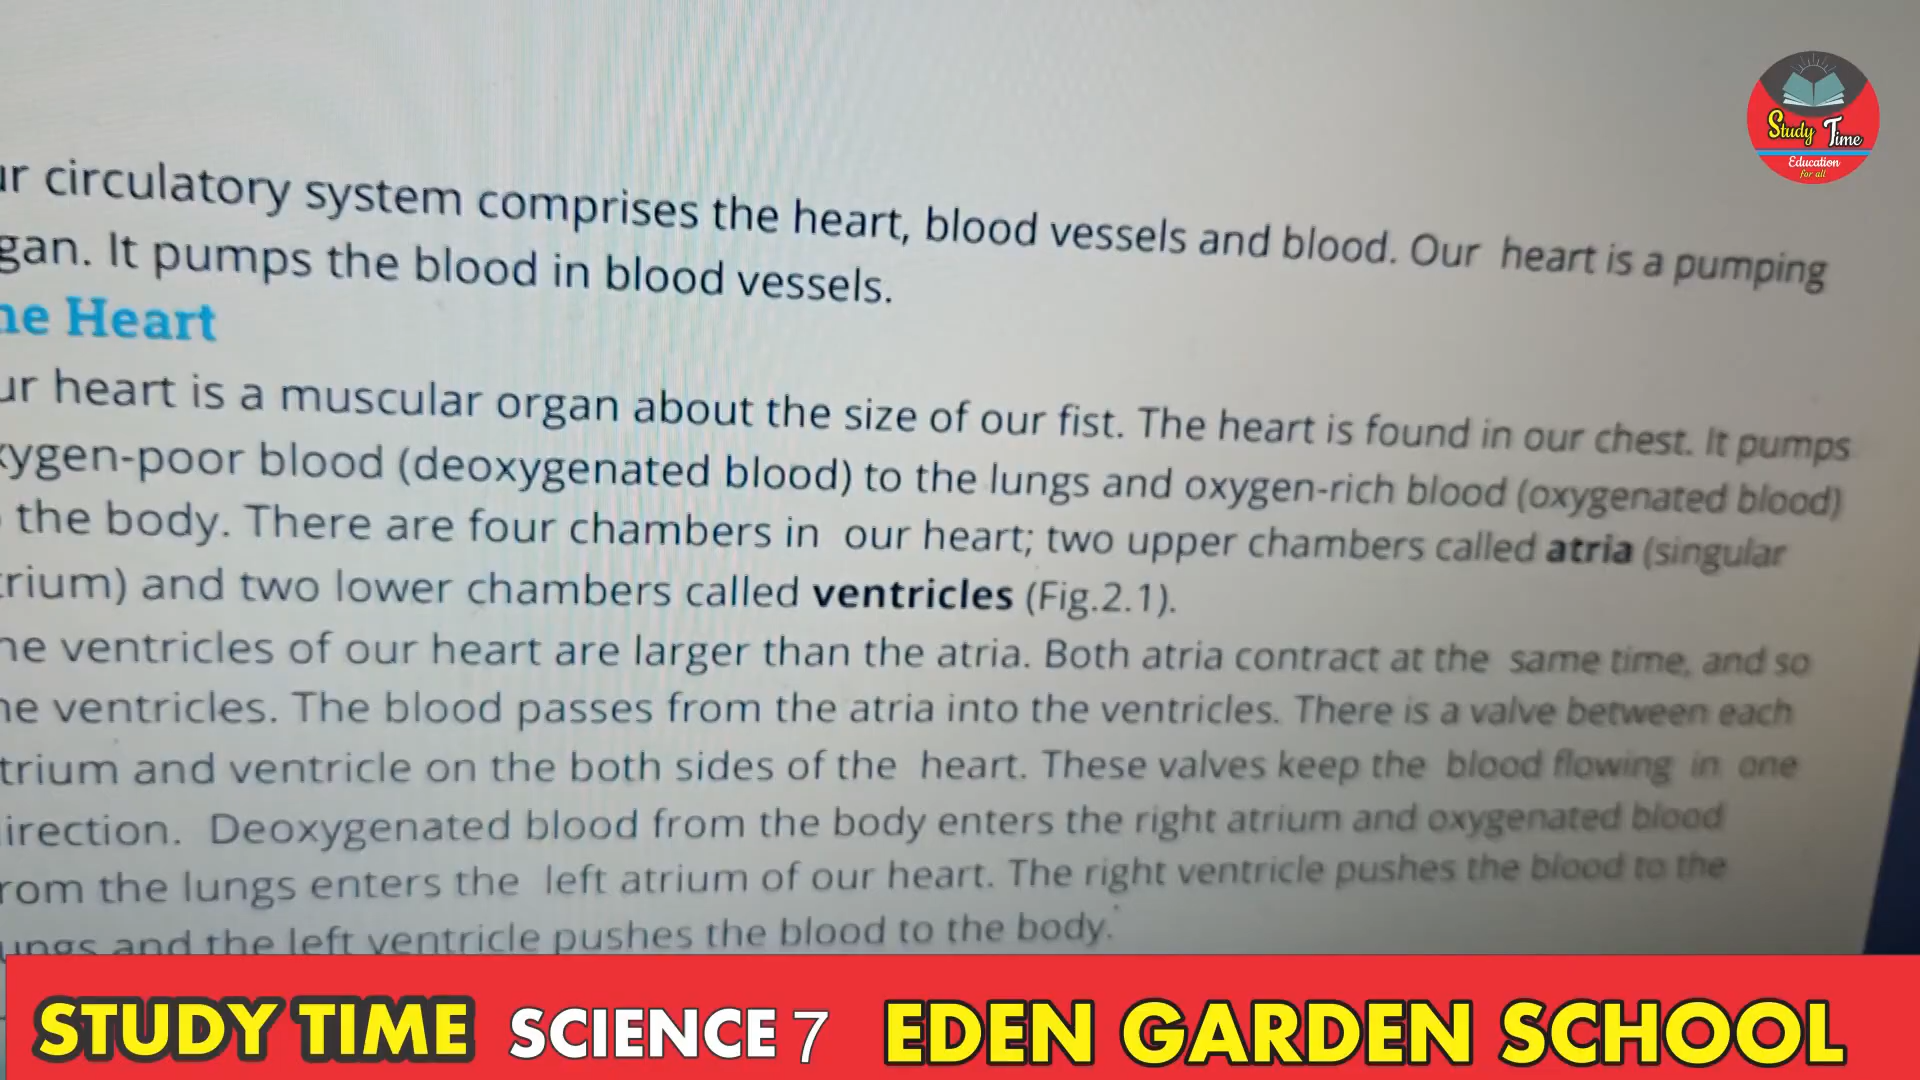 ur circulatory system comprises the heart, blood vessels and blood. Our heart is a pumping
gan. It pumps the blood in blood vessels.
he Heart
ur heart is a muscular organ about the size of our fist. The heart is found in our chest. It pumps
xygen-poor blood (deoxygenated blood) to the lungs and oxygen-rich blood (oxygenated blood)
the body. There are four chambers in our heart; two upper chambers called atria (singular
trium) and two lower chambers called ventricles (Fig.2.1).
he ventricles of our heart are larger than the atria. Both atria contract at the same time, and so
he ventricles. The blood passes from the atria into the ventricles. There is a valve between each
trium and ventricle on the both sides of the heart. These valves keep the blood flowing in one
irection. Deoxygenated blood from the body enters the right atrium and oxygenated blood
rom the lungs enters the left atrium of our heart. The right ventricle pushes the blood to the
ungs and the left ventricle pushes the blood to the body.
Study Time
Education
for all
STUDY TIME SCIENCE 7 EDEN GARDEN SCHOOL